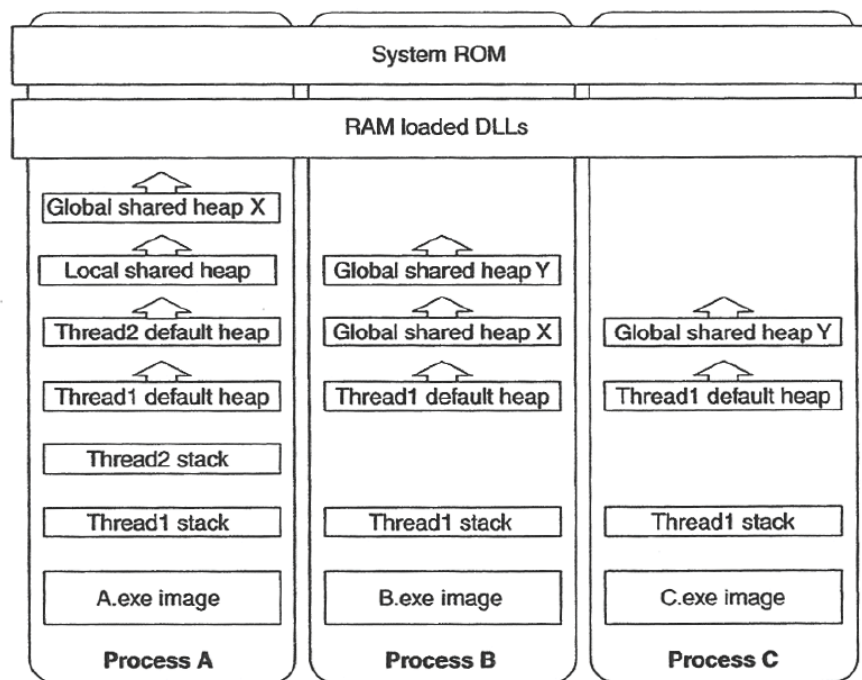 System ROM
RAM loaded DLLs
Global shared heap X
Local shared heap
Global shared heap Y
Thread2 default heap
Global shared heap X
Global shared heap Y
Thread1 default heap
Thread1 default heap
Thread1 default heap
Thread2 stack
Thread1 stack
Thread1 stack
Thread1 stack
A.exe image
B.exe image
C.exe image
Process A
Process B
Process C